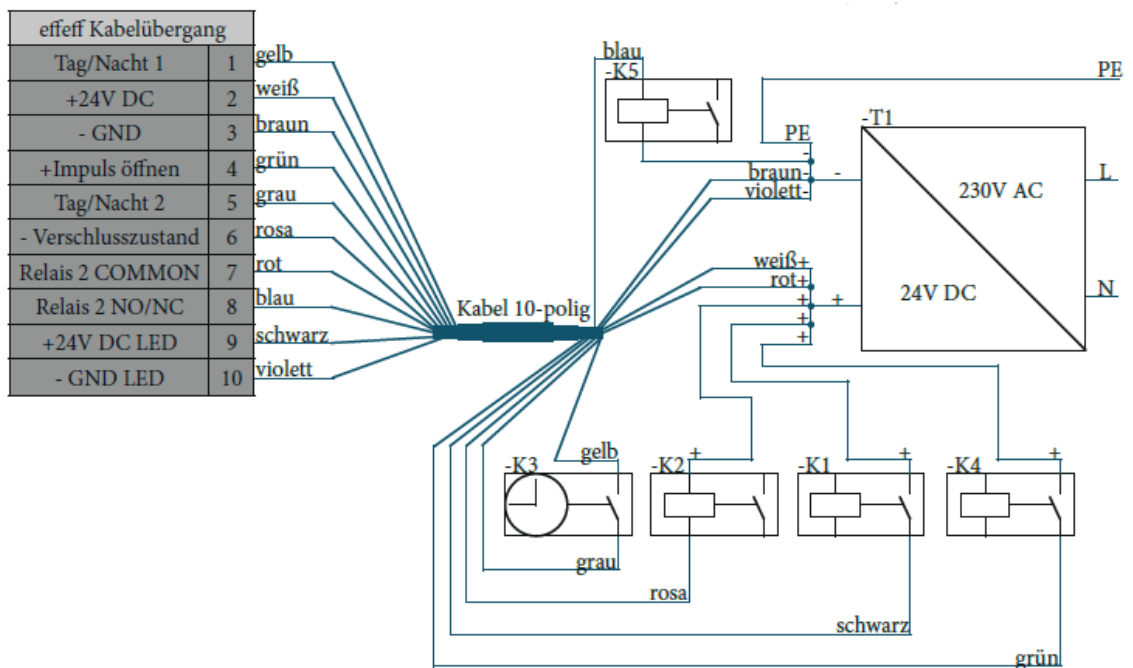 effeff Kabelübergang
Tag/Nacht 1 1 gelb
+24V DC 2 weiß
- GND 3 braun
+Impuls öffnen 4 grün
Tag/Nacht 2 5 grau
- Verschlusszustand 6 rosa
Relais 2 COMMON 7 rot
Relais 2 NO/NC 8 blau
+24V DC LED 9 schwarz
- GND LED 10 violett
Kabel 10-polig
blau
-K5
PE
PE
-
braun-
violett-
-
-T1
230V AC
24V DC
L
N
weiß+
rot+
+
+
+
+
gelb
-K3
grau
-K2
+
rosa
-K1
+
schwarz
-K4
+
grün